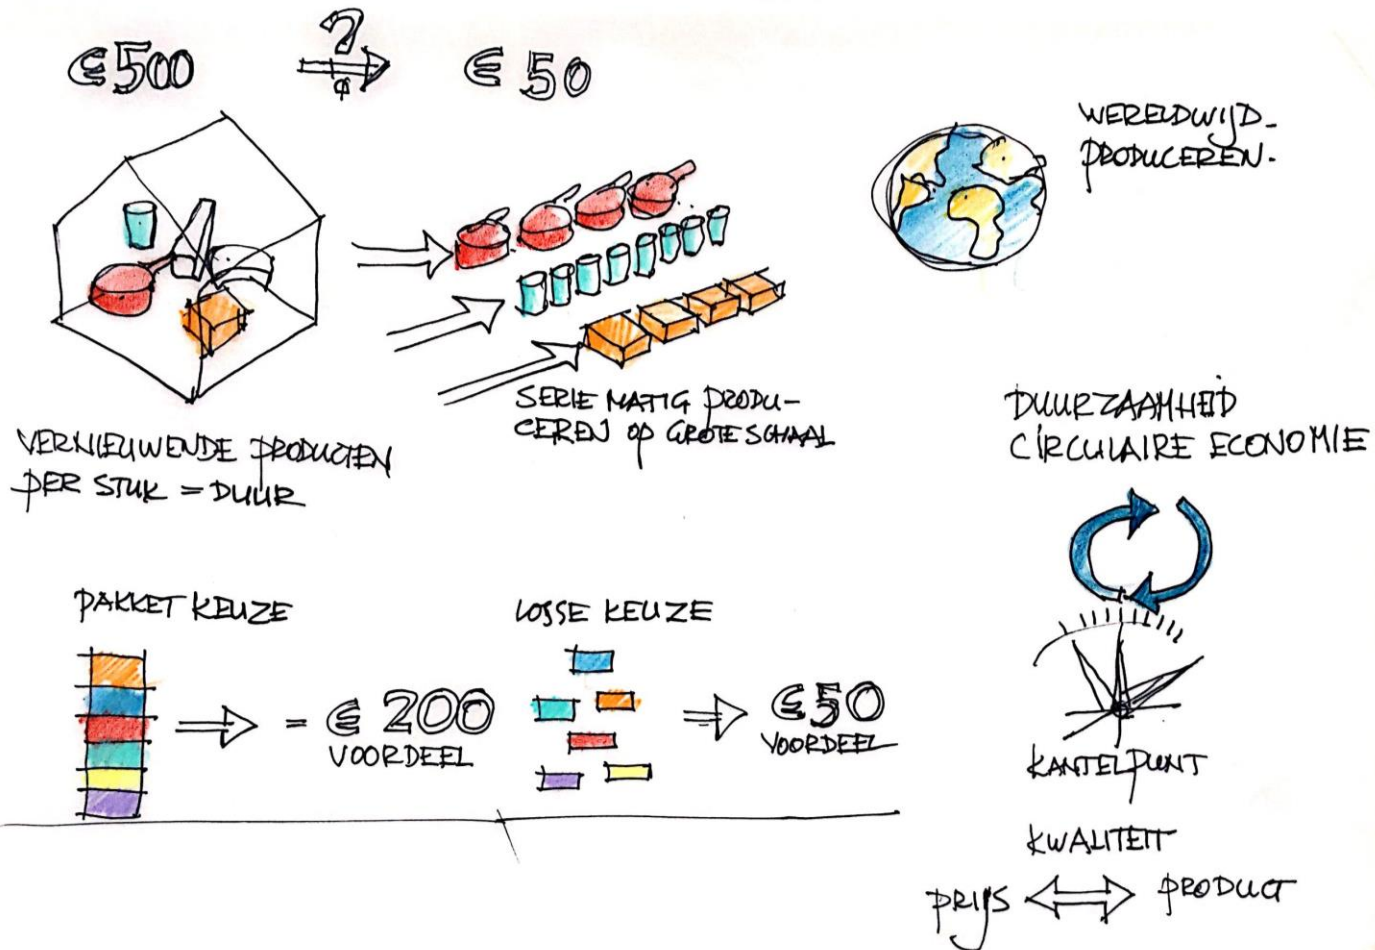 €500 ? € 50
WERELDWIJD-
PRODUCEREN.
SERIE MATIG PRODU-
CEREN OP GROTE SCHAAL
VERNIEUWENDE PRODUCTEN
PER STUK = DUUR
DUURZAAMHEID
CIRCULAIRE ECONOMIE
PAKKET KEUZE
= € 200
VOORDEEL
LOSSE KEUZE
€50
VOORDEEL
KANTELPUNT
KWALITEIT
PRIJS PRODUCT